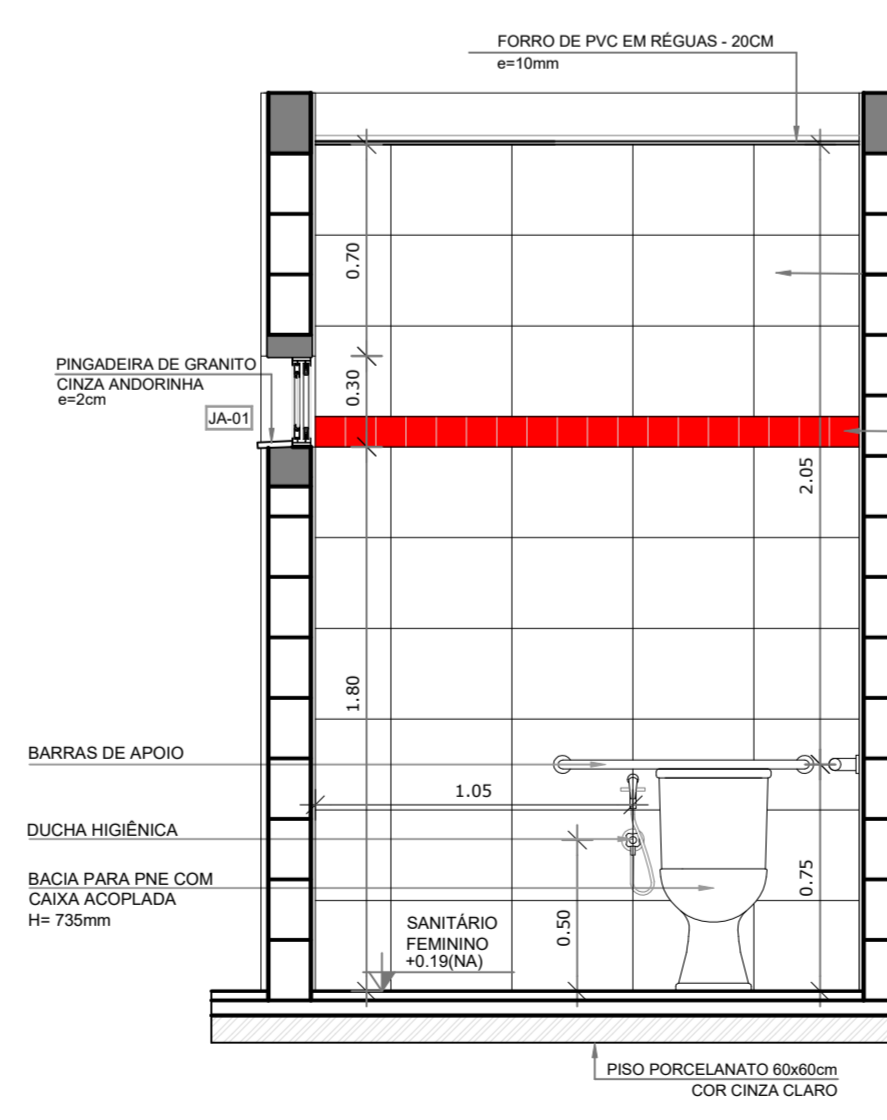 FORRO DE PVC EM RÉGUAS - 20CM
e=10mm
0.70
PINGADEIRA DE GRANITO
CINZA ANDORINHA
e=2cm
0.30
JA-01
2.05
1.80
BARRAS DE APOIO
1.05
DUCHA HIGIÊNICA
BACIA PARA PNE COM
CAIXA ACOPLADA
H= 735mm
0.75
0.50
SANITÁRIO
FEMININO
+0.19(NA)
PISO PORCELANATO 60x60cm
COR CINZA CLARO